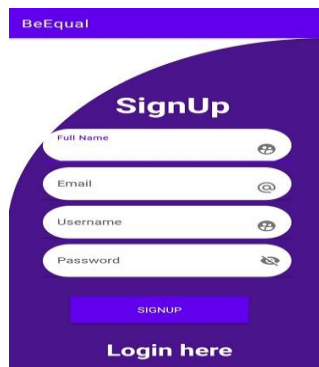 BeEqual
SignUp
Full Name
Email
Username
Password
SIGNUP
Login here